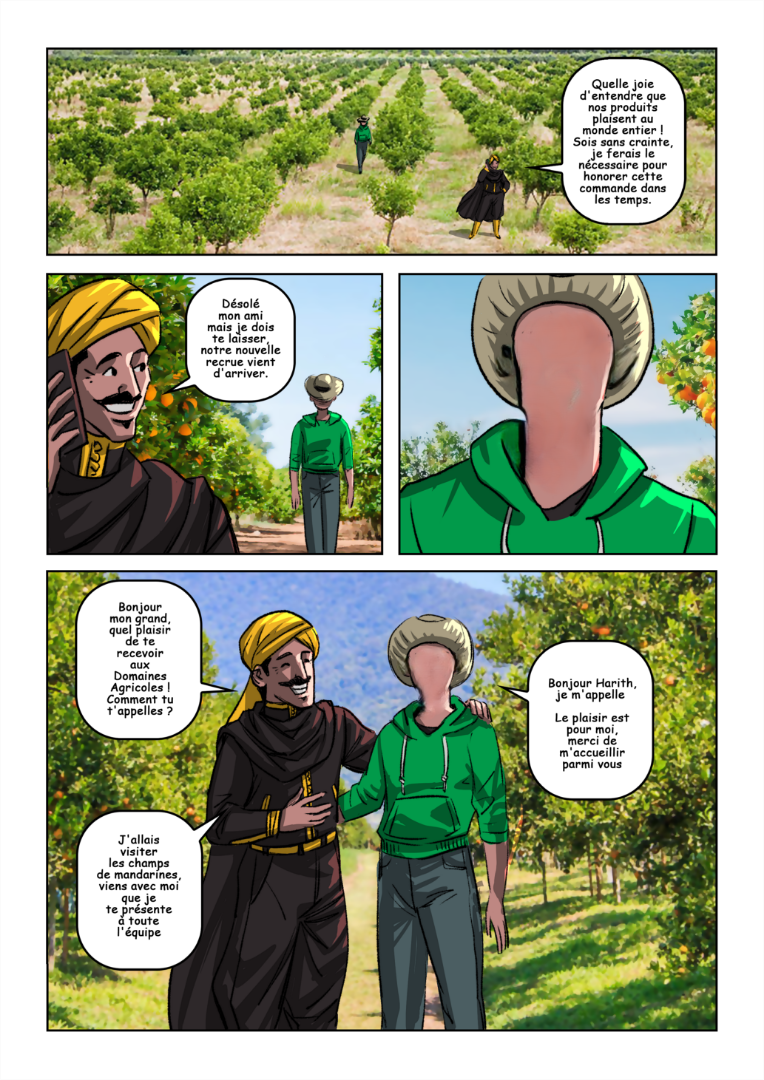 Quelle joie
d'entendre que
nos produits
plaisent au
monde entier !
Sois sans crainte,
je ferais le
nécessaire pour
honorer cette
commande dans
les temps.
Désolé
mon ami
mais je dois
te laisser,
notre nouvelle
recrue vient
d'arriver.
Bonjour
mon grand,
quel plaisir
de te
recevoir
aux
Domaines
Agricoles !
Comment tu
t'appelles ?
Bonjour Harith,
je m'appelle
Le plaisir est
pour moi,
merci de
m'accueillir
parmi vous
J'allais
visiter
les champs
de mandarines,
viens avec moi
que je
te présente
à toute
l'équipe